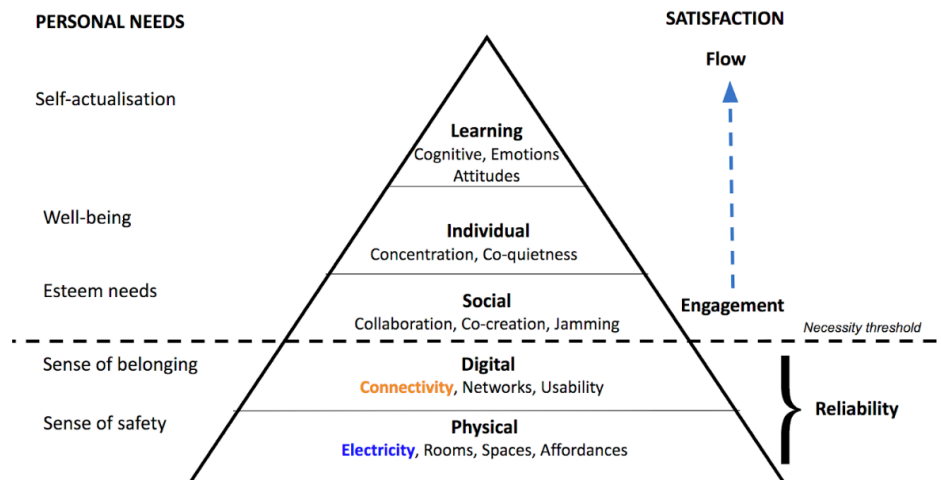 PERSONAL NEEDS
SATISFACTION
Flow
Self-actualisation
Learning
Cognitive, Emotions
Attitudes
Well-being
Individual
Concentration, Co-quietness
Esteem needs
Social
Collaboration, Co-creation, Jamming
Engagement
Necessity threshold
Sense of belonging
Digital
Connectivity, Networks, Usability
Sense of safety
Physical
Electricity, Rooms, Spaces, Affordances
Reliability